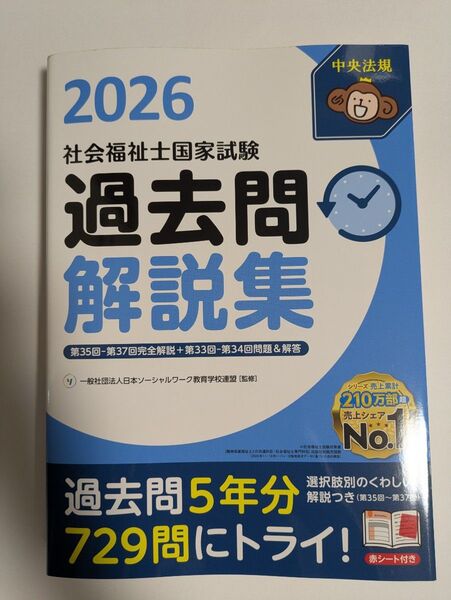 2026
中央法規
社会福祉士国家試験
過去問
解説集
第35回-第37回完全解説+第33回-第34回問題&解答
一般社団法人日本ソーシャルワーク教育学校連盟[監修]
シリーズ 売上累計
210万部超
売上シェア
No.1
過去問5年分
729問にトライ!
選択肢別のくわしい
解説つき(第35回~第37回)
赤シート付き